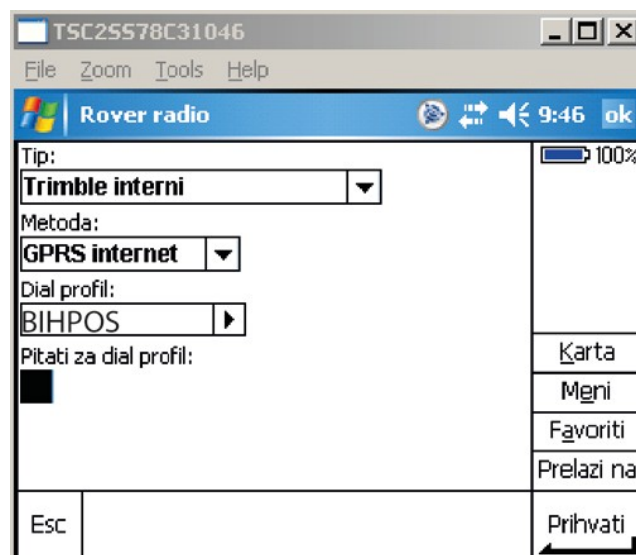 TSC2SS78C31046
File Zoom Tools Help
Rover radio 9:46 ok
Tip:
100%
Trimble interni
Metoda:
GPRS internet
Dial profil:
BIHPOS
Pitati za dial profil:
Karta
Meni
Favoriti
Prelazi na
Esc
Prihvati